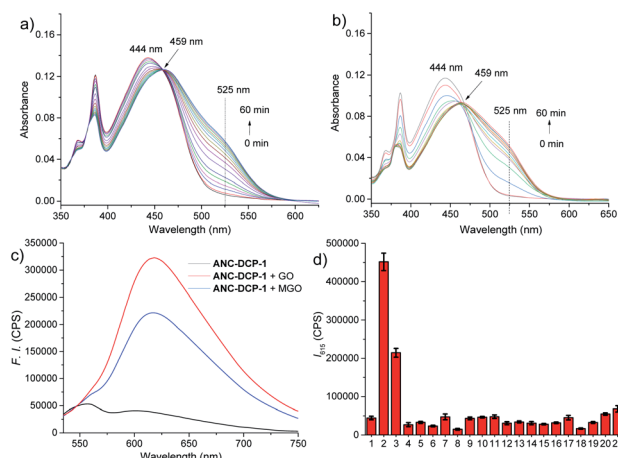 a)
444 nm
459 nm
525 nm
60 min
0 min
Absorbance
0.16
0.12
0.08
0.04
0.00
350 400 450 500 550 600
Wavelength (nm)
b)
444 nm
459 nm
525 nm
60 min
0 min
Absorbance
0.16
0.12
0.08
0.04
0.00
350 400 450 500 550 600 650
Wavelength (nm)
c)
ANC-DCP-1
ANC-DCP-1 + GO
ANC-DCP-1 + MGO
F. I. (CPS)
350000
300000
250000
200000
150000
100000
50000
0
550 600 650 700 750
Wavelength (nm)
d)
I615 (CPS)
500000
400000
300000
200000
100000
0
1 2 3 4 5 6 7 8 9 10 11 12 13 14 15 16 17 18 19 20